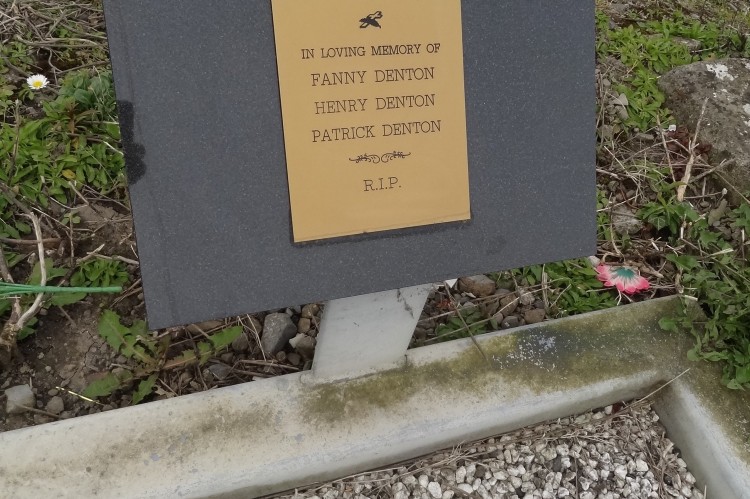 IN LOVING MEMORY OF
FANNY DENTON
HENRY DENTON
PATRICK DENTON
R.I.P.